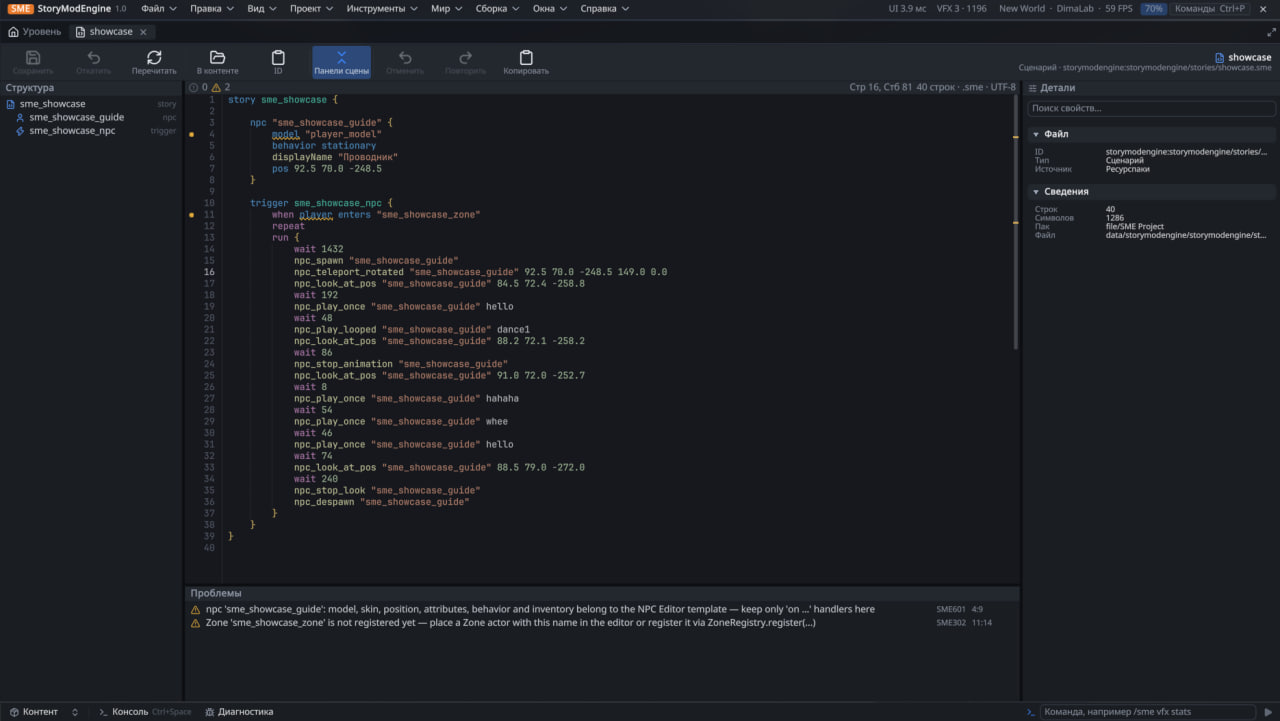 SME StoryModEngine 1.0 Файл Правка Вид Проект Инструменты Мир Сборка Окна Справка UI 3.9 мс VFX 3 · 1196 New World · DimaLab · 59 FPS 70% Команды Ctrl+P
Уровень showcase
Сохранить Откатить Перечитать В контенте ID Панели сцены Отменить Повторить Копировать
showcase
Сценарий · storymodengine:storymodengine/stories/showcase.sme
Структура
sme_showcase story
sme_showcase_guide npc
sme_showcase_npc trigger
0 2 Стр 16, Стб 81 40 строк · .sme · UTF-8
1 story sme_showcase {
2
3 npc "sme_showcase_guide" {
4 model "player_model"
5 behavior stationary
6 displayName "Проводник"
7 pos 92.5 70.0 -248.5
8 }
9
10 trigger sme_showcase_npc {
11 when player enters "sme_showcase_zone"
12 repeat
13 run {
14 wait 1432
15 npc_spawn "sme_showcase_guide"
16 npc_teleport_rotated "sme_showcase_guide" 92.5 70.0 -248.5 149.0 0.0
17 npc_look_at_pos "sme_showcase_guide" 84.5 72.4 -258.8
18 wait 192
19 npc_play_once "sme_showcase_guide" hello
20 wait 48
21 npc_play_looped "sme_showcase_guide" dance1
22 npc_look_at_pos "sme_showcase_guide" 88.2 72.1 -258.2
23 wait 86
24 npc_stop_animation "sme_showcase_guide"
25 npc_look_at_pos "sme_showcase_guide" 91.0 72.0 -252.7
26 wait 8
27 npc_play_once "sme_showcase_guide" hahaha
28 wait 54
29 npc_play_once "sme_showcase_guide" whee
30 wait 46
31 npc_play_once "sme_showcase_guide" hello
32 wait 74
33 npc_look_at_pos "sme_showcase_guide" 88.5 79.0 -272.0
34 wait 240
35 npc_stop_look "sme_showcase_guide"
36 npc_despawn "sme_showcase_guide"
37 }
38 }
39 }
40
Детали
Поиск свойств...
Файл
ID storymodengine:storymodengine/stories/...
Тип Сценарий
Источник Ресурспаки
Сведения
Строк 40
Символов 1286
Пак file/SME Project
Файл data/storymodengine/storymodengine/st...
Проблемы
npc 'sme_showcase_guide': model, skin, position, attributes, behavior and inventory belong to the NPC Editor template — keep only 'on ...' handlers here SME601 4:9
Zone 'sme_showcase_zone' is not registered yet — place a Zone actor with this name in the editor or register it via ZoneRegistry.register(...) SME302 11:14
Контент Консоль Ctrl+Space Диагностика Команда, например /sme vfx stats